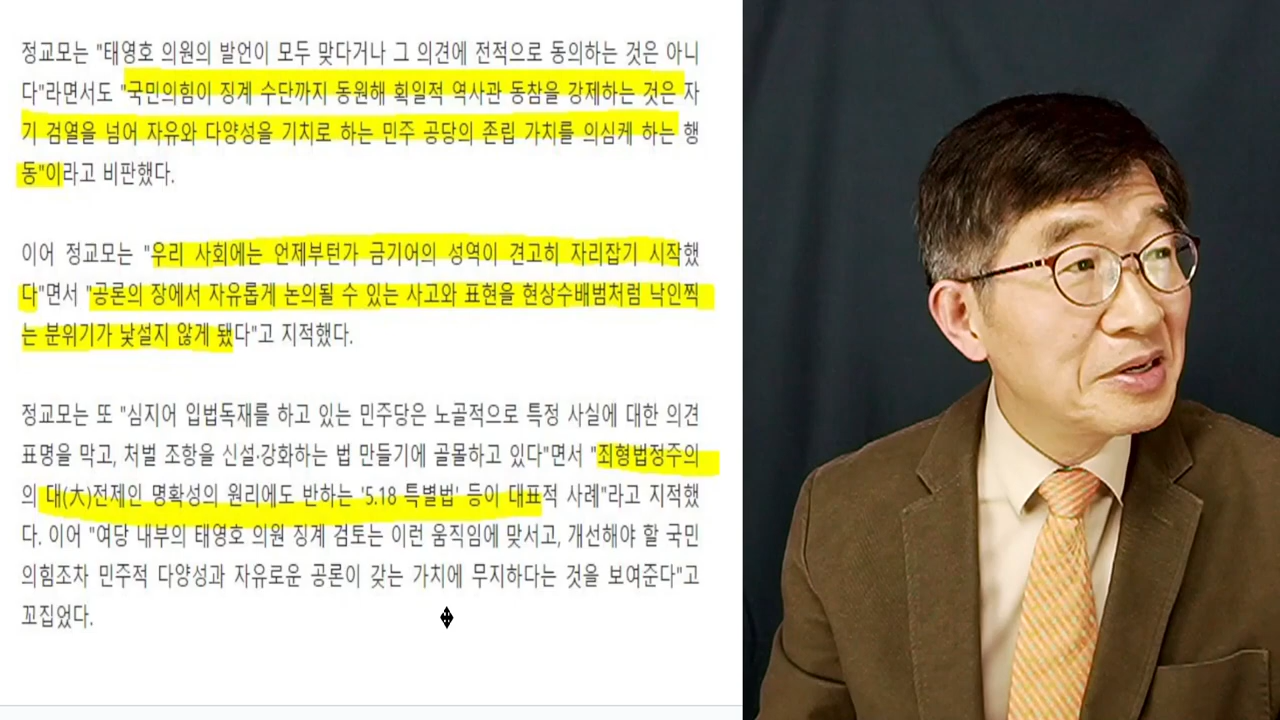 정교모는 "태영호 의원의 발언이 모두 맞다거나 그 의견에 전적으로 동의하는 것은 아니
다"라면서도 "국민의힘이 징계 수단까지 동원해 획일적 역사관 동참을 강제하는 것은 자
기 검열을 넘어 자유와 다양성을 기치로 하는 민주 공당의 존립 가치를 의심케 하는 행
동"이라고 비판했다.
이어 정교모는 "우리 사회에는 언제부턴가 금기어의 성역이 견고히 자리잡기 시작했
다"면서 "공론의 장에서 자유롭게 논의될 수 있는 사고와 표현을 현상수배범처럼 낙인찍
는 분위기가 낯설지 않게 됐다"고 지적했다.
정교모는 또 "심지어 입법독재를 하고 있는 민주당은 노골적으로 특정 사실에 대한 의견
표명을 막고, 처벌 조항을 신설·강화하는 법 만들기에 골몰하고 있다"면서 "죄형법정주의
의 대(大)전제인 명확성의 원리에도 반하는 '5.18 특별법' 등이 대표적 사례"라고 지적했
다. 이어 "여당 내부의 태영호 의원 징계 검토는 이런 움직임에 맞서고, 개선해야 할 국민
의힘조차 민주적 다양성과 자유로운 공론이 갖는 가치에 무지하다는 것을 보여준다"고
꼬집었다.